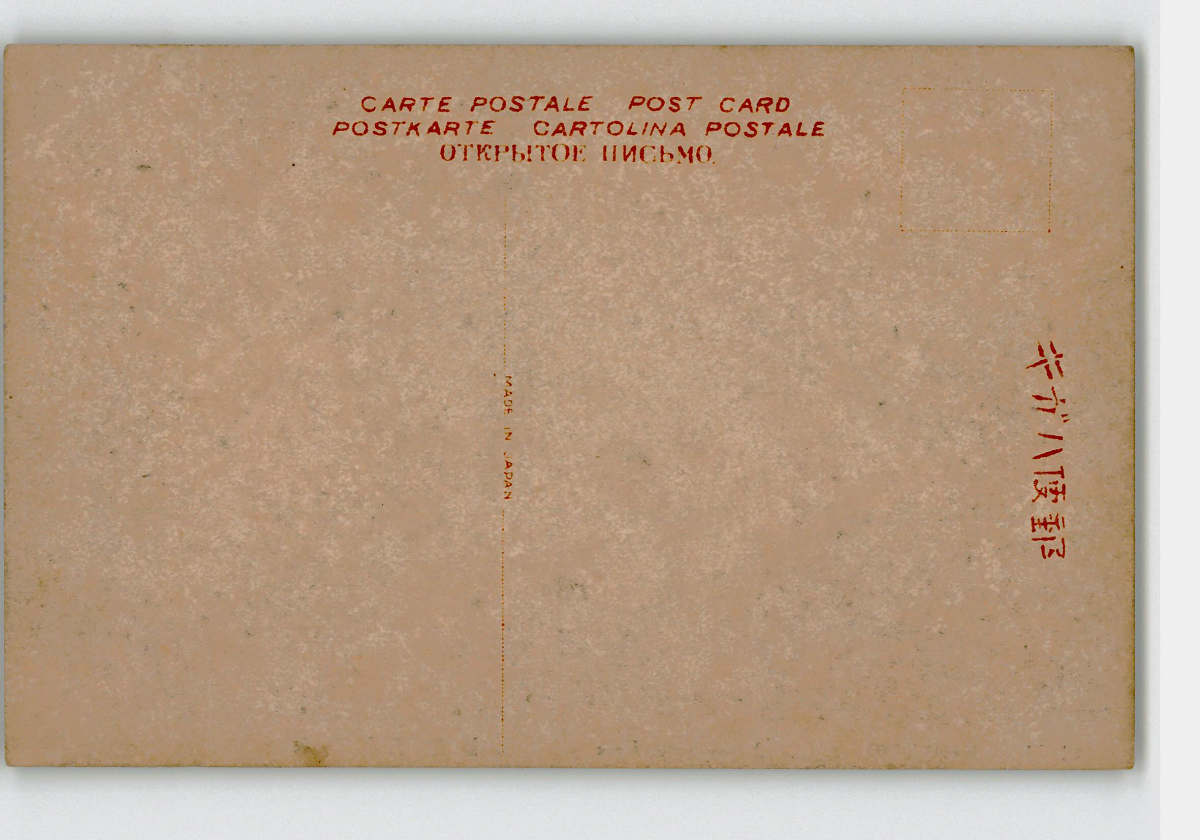 CARTE POSTALE POST CARD
POSTKARTE CARTOLINA POSTALE
ОТКРЫТОЕ ПИСЬМО.
MADE IN JAPAN
キガハ便郵